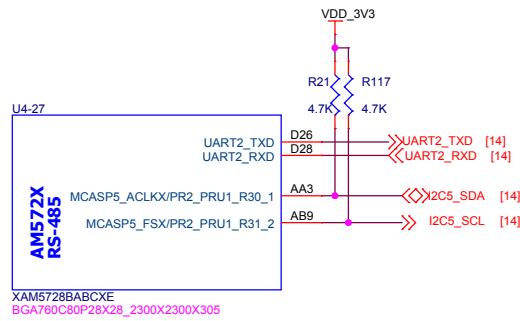 VDD_3V3
R21 R117
4.7K 4.7K
U4-27
UART2_TXD D26 UART2_TXD [14]
UART2_RXD D28 UART2_RXD [14]
MCASP5_ACLKX/PR2_PRU1_R30_1 AA3 I2C5_SDA [14]
MCASP5_FSX/PR2_PRU1_R31_2 AB9 I2C5_SCL [14]
AM572X
RS-485
XAM5728BABCXE
BGA760C80P28X28_2300X2300X305